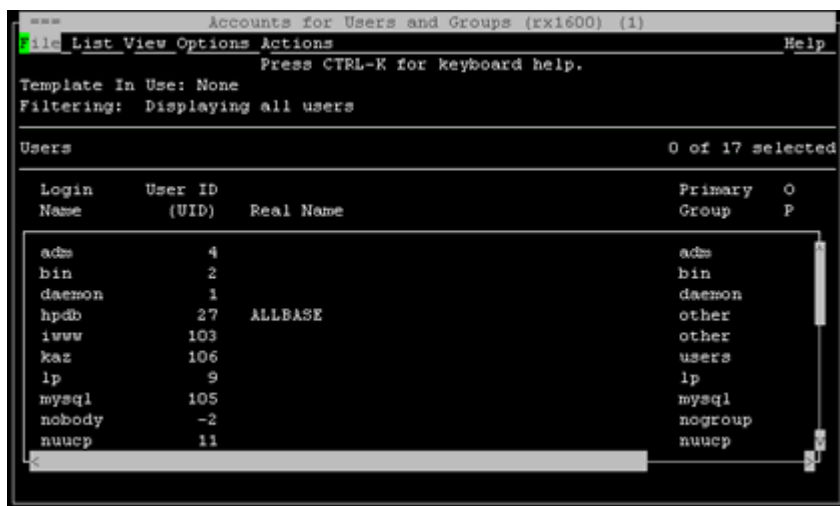 === Accounts for Users and Groups (rx1600) (1)
File List View Options Actions Help
Press CTRL-K for keyboard help.
Template In Use: None
Filtering: Displaying all users
Users 0 of 17 selected
Login User ID Primary O
Name (UID) Real Name Group P
adm 4 adm
bin 2 bin
daemon 1 daemon
hpdb 27 ALLBASE other
iwww 103 other
kaz 106 users
lp 9 lp
mysql 105 mysql
nobody -2 nogroup
nuucp 11 nuucp